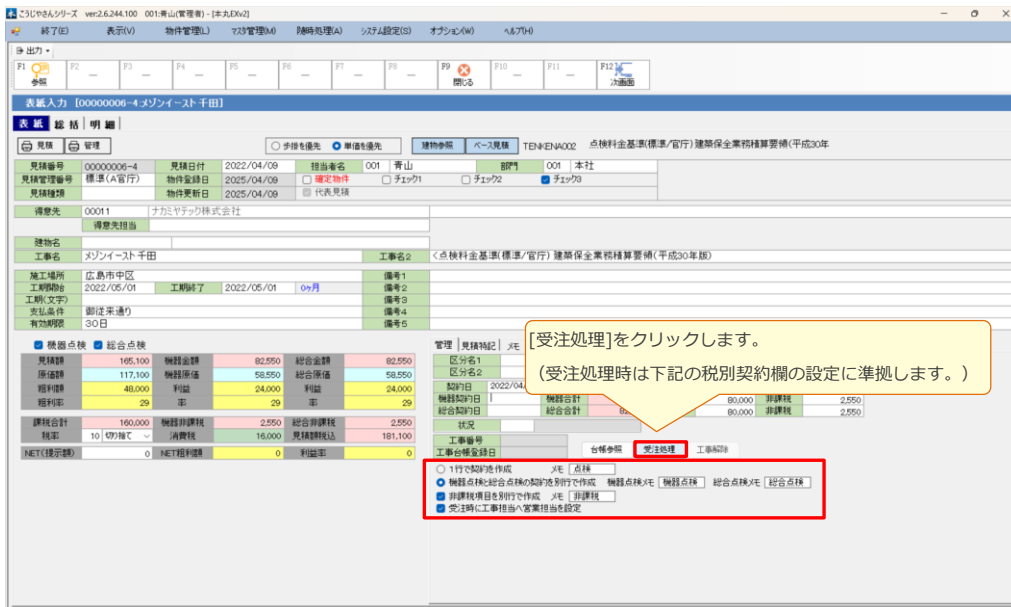 こうじやさんシリーズ ver.2.6.244.100 001:青山(管理者) - [本丸EXv2]
終了(E) 表示(V) 物件管理(L) マスタ管理(M) 随時処理(A) システム設定(S) オプション(W) ヘルプ(H)
出力
F1 参照 F2 F3 F4 F5 F6 F7 F8 F9 閉じる F10 F11 F12 次画面
表紙入力 [00000006-4:メゾンイースト千田]
表紙 総括 明細
見積 管理 歩掛を優先 単価を優先 建物参照 ベース見積 TENKENA002 点検料金基準(標準/官庁) 建築保全業務積算要領(平成30年
見積番号 00000006-4 見積日付 2022/04/09 担当者名 001 青山 部門 001 本社
見積管理番号 標準(A官庁) 物件登録日 2025/04/09 確定物件 チェック1 チェック2 チェック3
見積種類 物件更新日 2025/04/09 代表見積
得意先 00011 ナカミヤテック株式会社
得意先担当
建物名
工事名 メゾンイースト千田 工事名2 <点検料金基準(標準/官庁) 建築保全業務積算要領(平成30年版)
施工場所 広島市中区 備考1
工期開始 2022/05/01 工期終了 2022/05/01 0ヶ月 備考2
工期(文字) 備考3
支払条件 御従来通り 備考4
有効期限 30日 備考5
[受注処理]をクリックします。
(受注処理時は下記の税別契約欄の設定に準拠します。)
機器点検 総合点検 管理 見積特記 メモ
見積額 165,100 機器金額 82,550 総合金額 82,550 区分名1
原価額 117,100 機器原価 58,550 総合原価 58,550 区分名2
粗利額 48,000 利益 24,000 利益 24,000 契約日 2022/04/
粗利率 29 率 29 率 29 機器契約日 機器合計 80,000 非課税 2,550
総合契約日 総合合計 80,000 非課税 2,550
課税合計 160,000 機器非課税 2,550 総合非課税 2,550 状況
税率 10 切り捨て 消費税 16,000 見積額税込 181,100 工事番号
NET(提示額) 0 NET粗利額 0 利益率 0 工事台帳登録日 台帳参照 受注処理 工事解除
1行で契約を作成 メモ 点検
機器点検と総合点検の契約を別行で作成 機器点検メモ 機器点検 総合点検メモ 総合点検
非課税項目を別行で作成 メモ 非課税
受注時に工事担当へ営業担当を設定